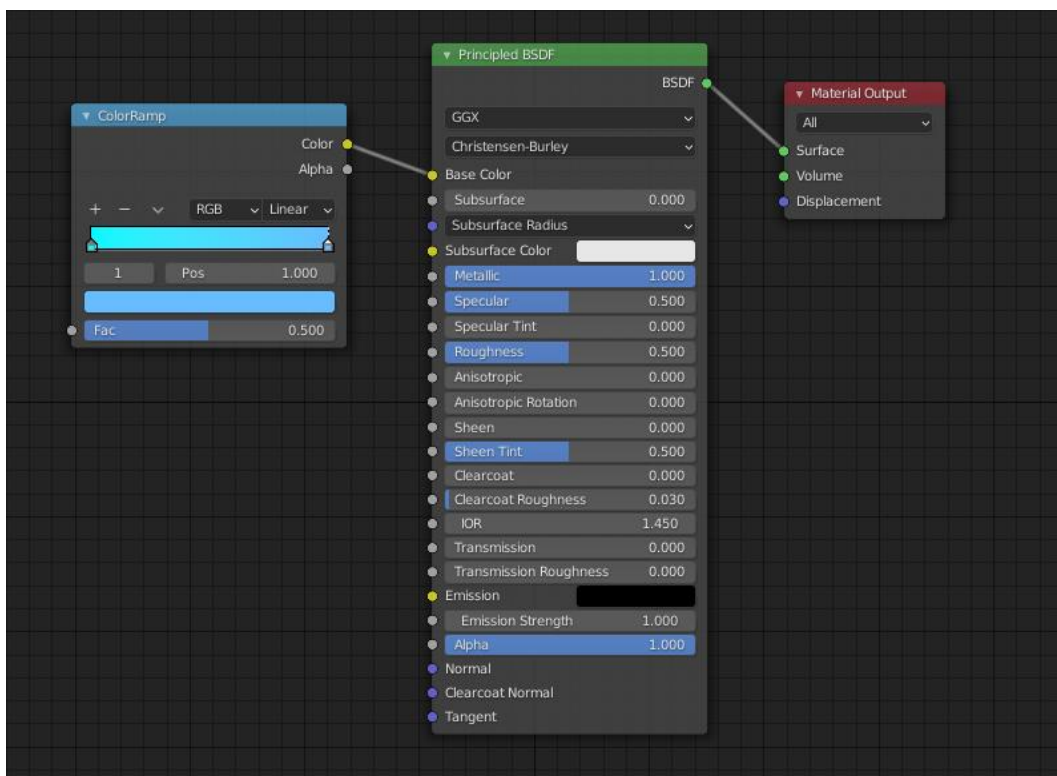 ColorRamp
Color
Alpha
RGB Linear
1 Pos 1.000
Fac 0.500
Principled BSDF
BSDF
GGX
Christensen-Burley
Base Color
Subsurface 0.000
Subsurface Radius
Subsurface Color
Metallic 1.000
Specular 0.500
Specular Tint 0.000
Roughness 0.500
Anisotropic 0.000
Anisotropic Rotation 0.000
Sheen 0.000
Sheen Tint 0.500
Clearcoat 0.000
Clearcoat Roughness 0.030
IOR 1.450
Transmission 0.000
Transmission Roughness 0.000
Emission
Emission Strength 1.000
Alpha 1.000
Normal
Clearcoat Normal
Tangent
Material Output
All
Surface
Volume
Displacement